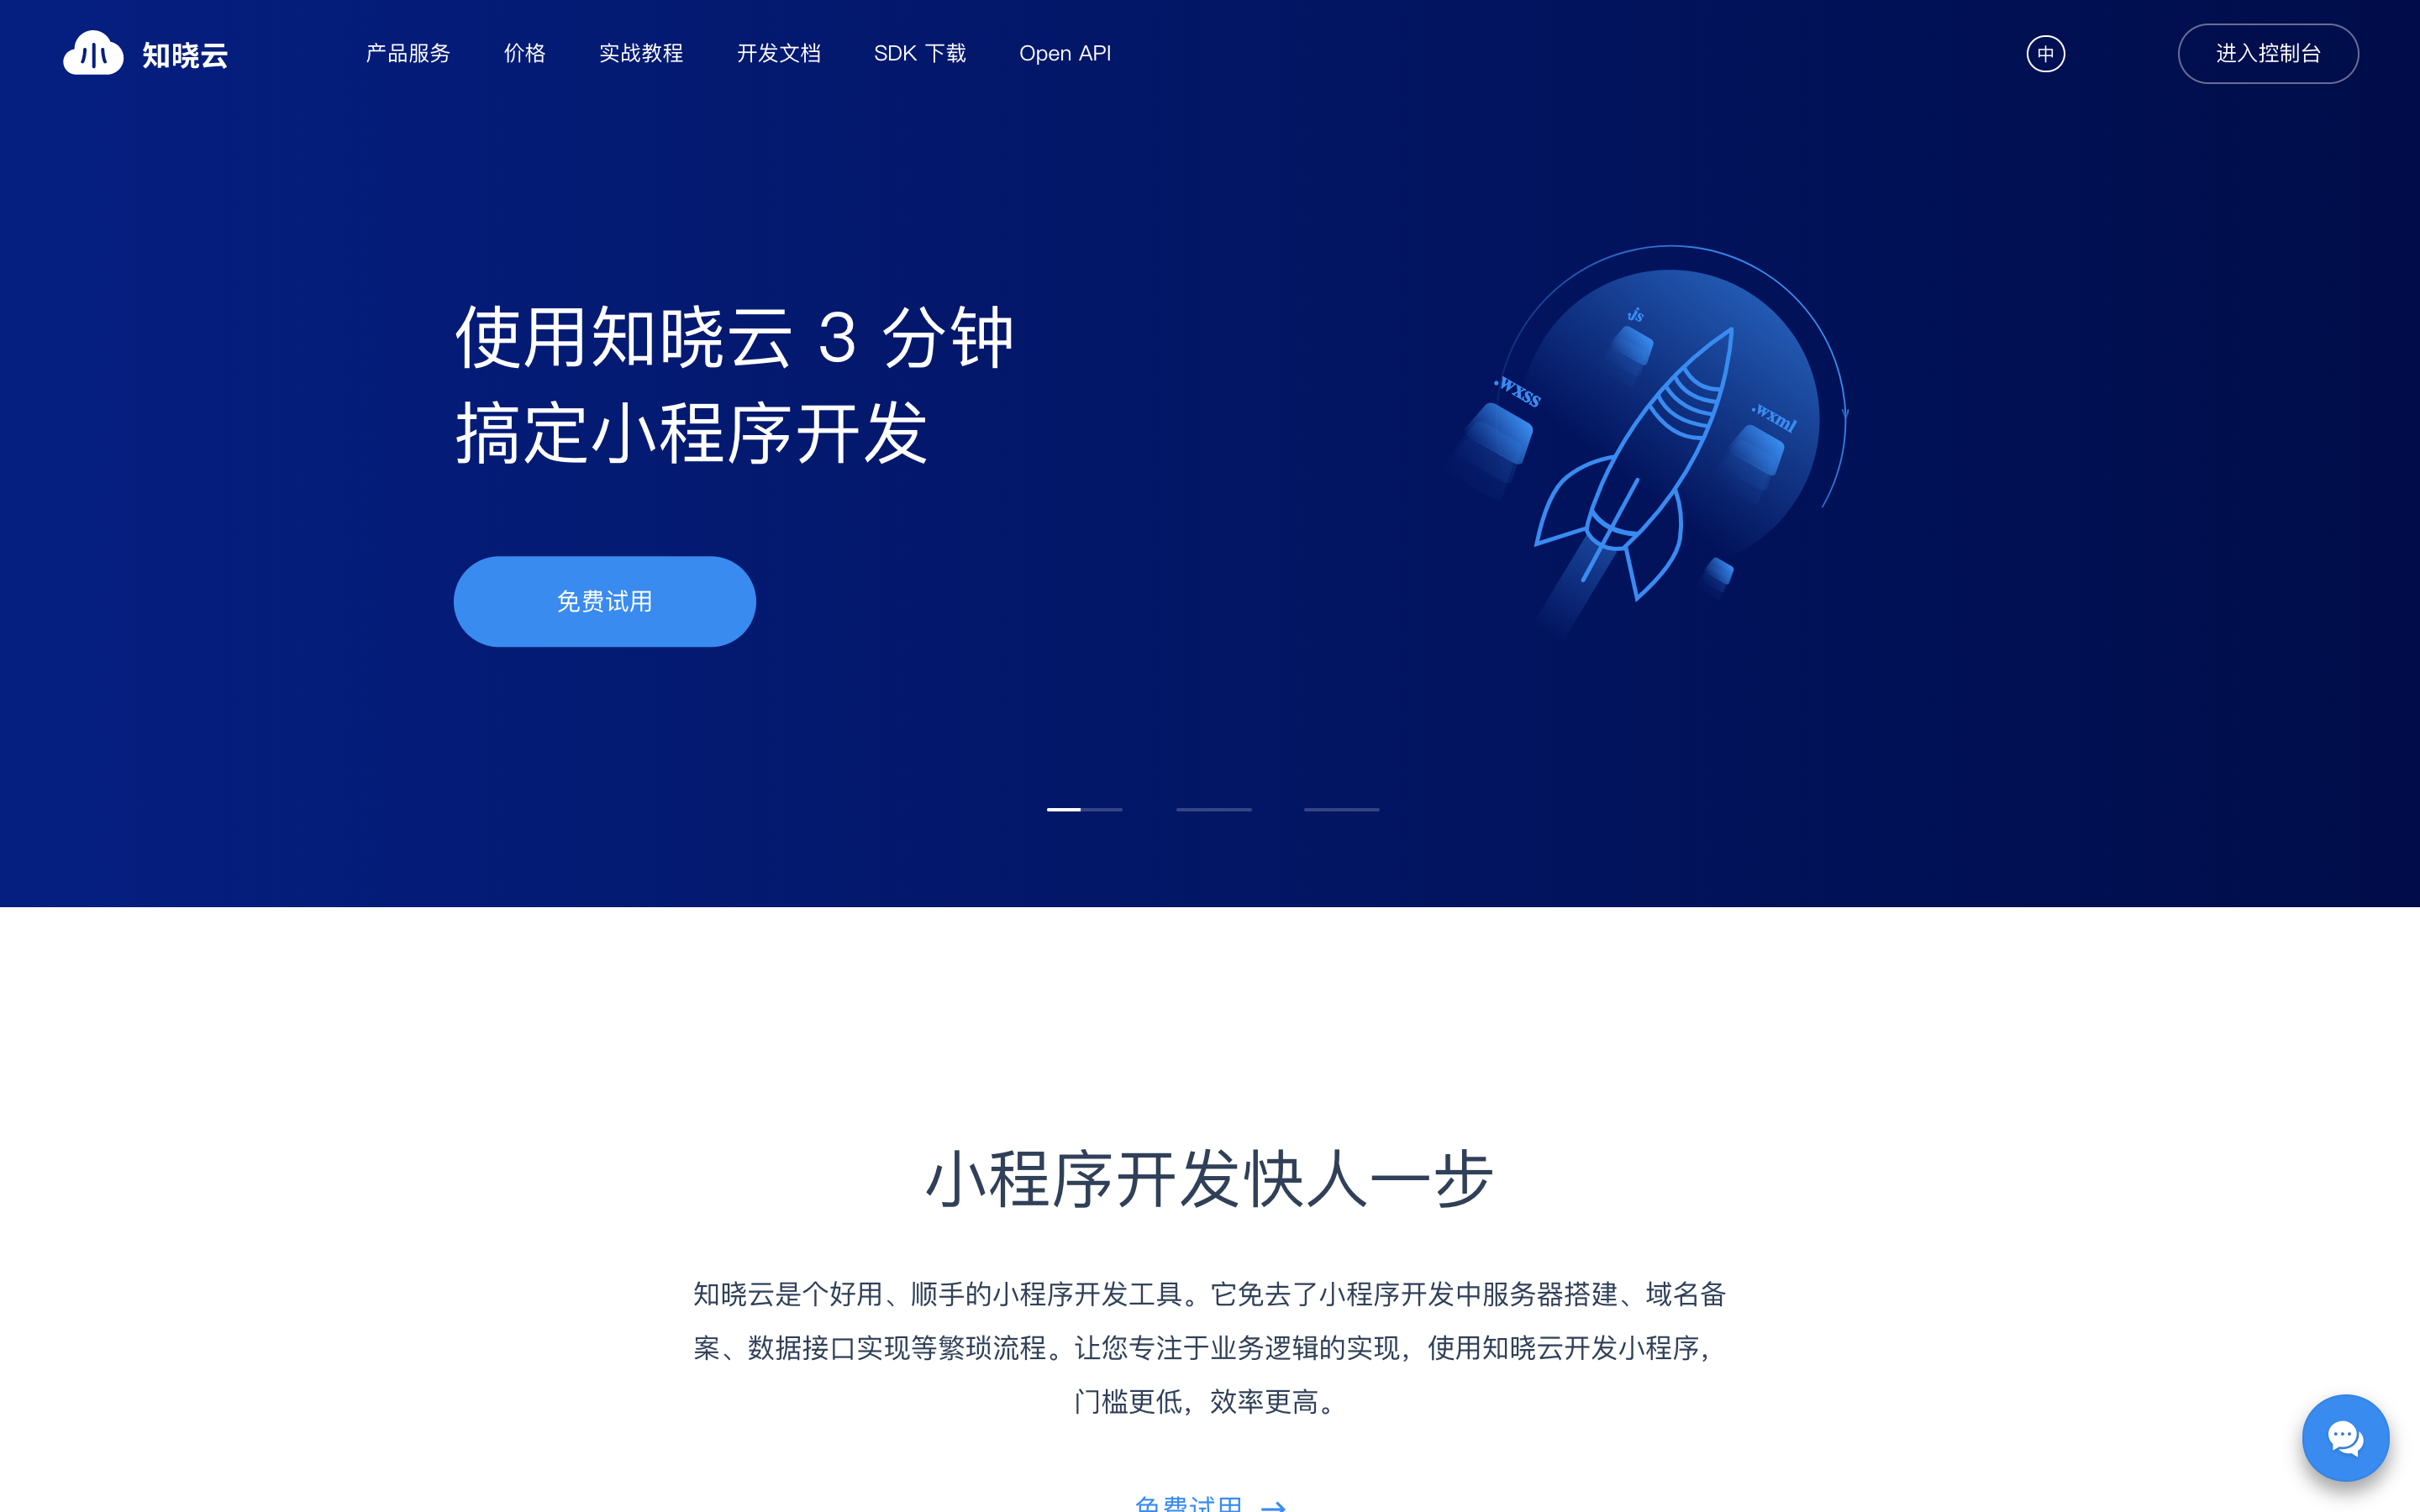 知晓云
产品服务
价格
实战教程
开发文档
SDK 下载
Open API
中
进入控制台
使用知晓云 3 分钟
搞定小程序开发
免费试用
.js
.wxss
.wxml
小程序开发快人一步
知晓云是个好用、顺手的小程序开发工具。它免去了小程序开发中服务器搭建、域名备
案、数据接口实现等繁琐流程。让您专注于业务逻辑的实现，使用知晓云开发小程序，
门槛更低，效率更高。
免费试用 →